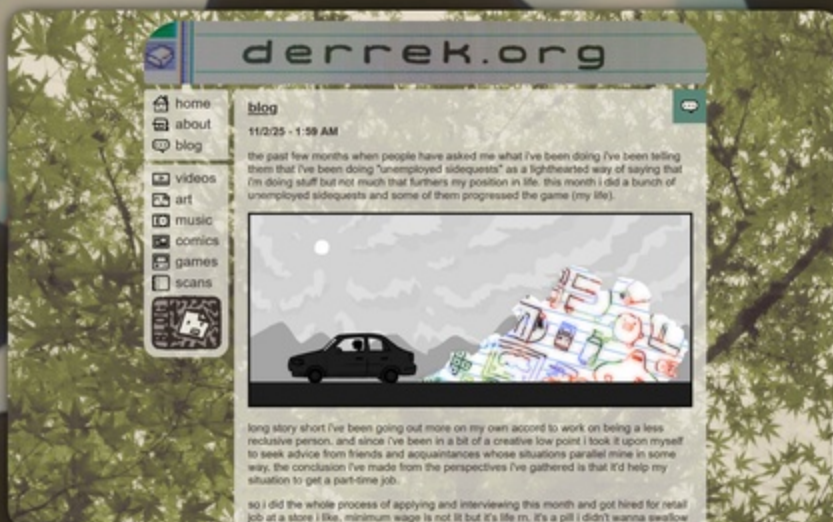 derrek.org
home
about
blog
videos
art
music
comics
games
scans
blog
11/2/25 - 1:59 AM
the past few months when people have asked me what i've been doing i've been telling
them that i've been doing "unemployed sidequests" as a lighthearted way of saying that
i'm doing stuff but not much that furthers my position in life. this month i did a bunch of
unemployed sidequests and some of them progressed the game (my life).
long story short i've been going out more on my own accord to work on being a less
reclusive person. and since i've been in a bit of a creative low point i took it upon myself
to seek advice from friends and acquaintances whose situations parallel mine in some
way. the conclusion i've made from the perspectives i've gathered is that it'd help my
situation to get a part-time job.
so i did the whole process of applying and interviewing this month and got hired for retail
job at a store i like. minimum wage is not lit but it's life rn. it's a pill i didn't wanna swallow